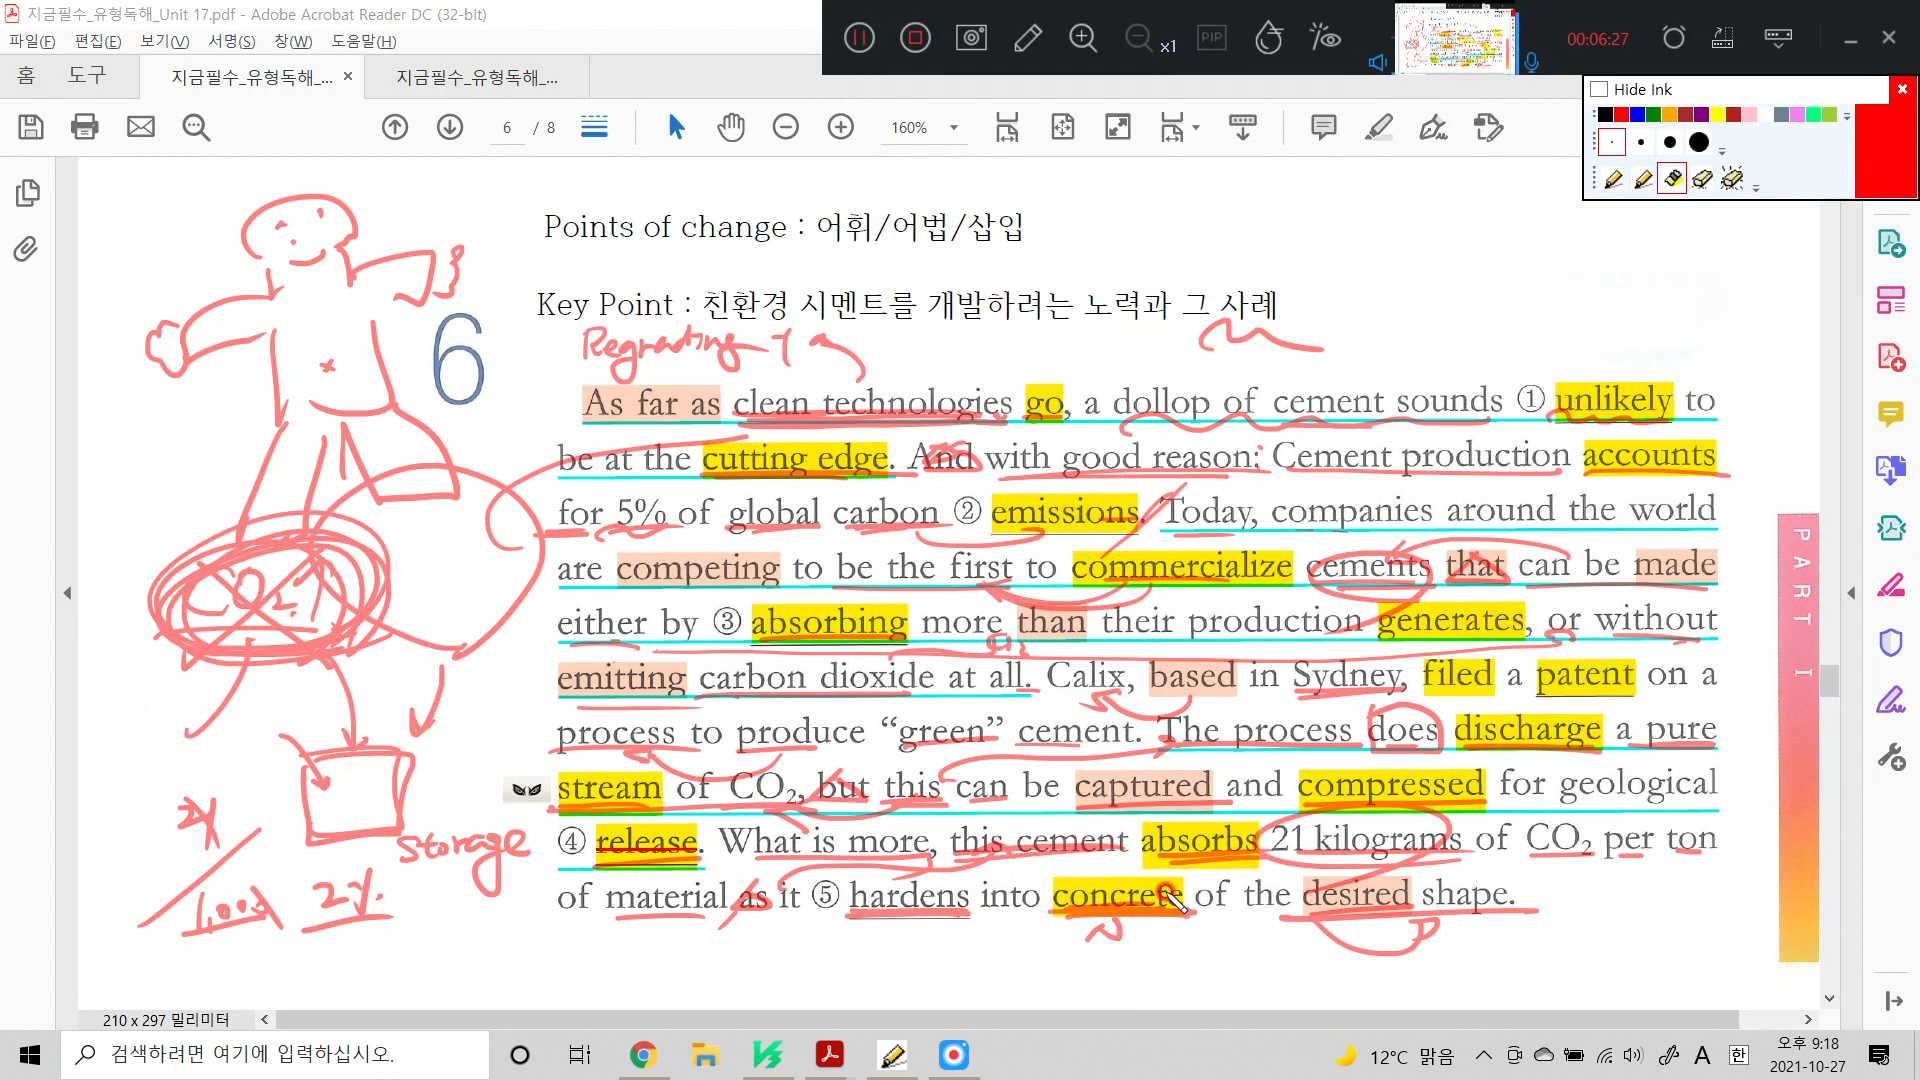 지금필수_유형독해_Unit 17.pdf - Adobe Acrobat Reader DC (32-bit)
파일(F) 편집(E) 보기(V) 서명(S) 창(W) 도움말(H)
x1 PIP 00:06:27
홈 도구 지금필수_유형독해_... × 지금필수_유형독해_...
Hide Ink
6 / 8 160%
Points of change : 어휘/어법/삽입
Key Point : 친환경 시멘트를 개발하려는 노력과 그 사례
Regrading
6
As far as clean technologies go, a dollop of cement sounds ① unlikely to
be at the cutting edge. And with good reason: Cement production accounts
for 5% of global carbon ② emissions. Today, companies around the world
are competing to be the first to commercialize cements that can be made
either by ③ absorbing more than their production generates, or without
emitting carbon dioxide at all. Calix, based in Sydney, filed a patent on a
process to produce “green” cement. The process does discharge a pure
stream of CO₂, but this can be captured and compressed for geological
④ release. What is more, this cement absorbs 21 kilograms of CO₂ per ton
of material as it ⑤ hardens into concrete of the desired shape.
CO₂
storage
21
1,000
2%
N
P
PART I
210 x 297 밀리미터
검색하려면 여기에 입력하십시오.
12°C 맑음
A 한
오후 9:18
2021-10-27